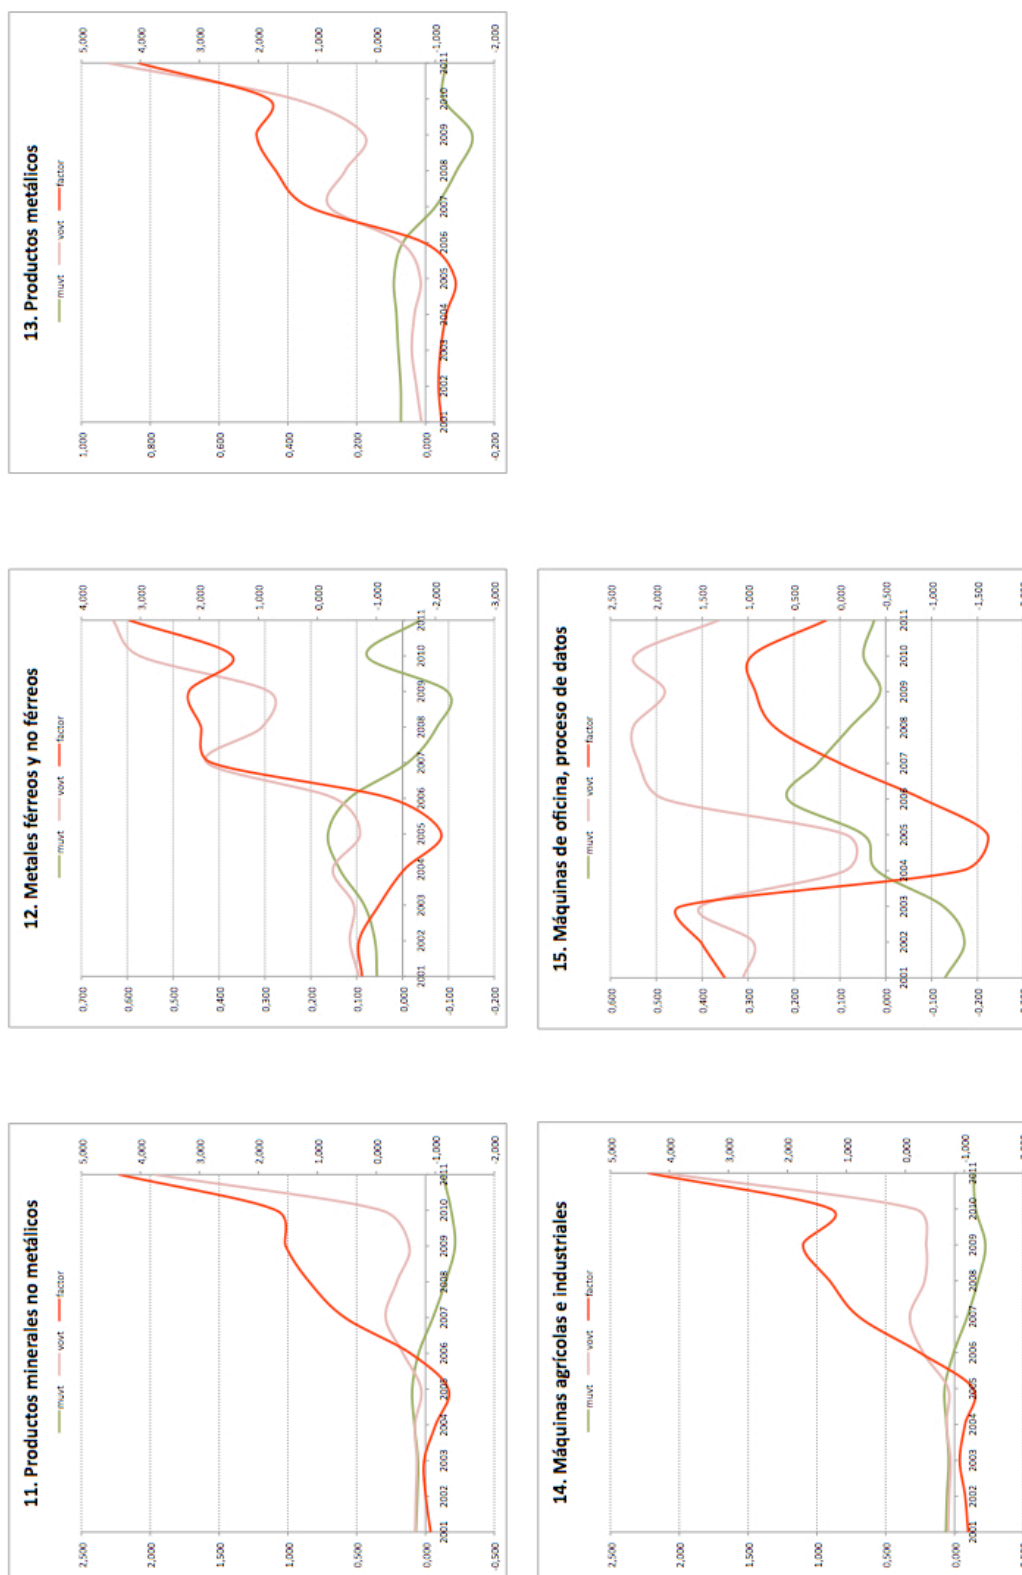 11. Productos minerales no metálicos
muvt vovt factor
2,500 2,000 1,500 1,000 0,500 0,000 -0,500
5,000 4,000 3,000 2,000 1,000 0,000 -1,000 -2,000
2001 2002 2003 2004 2005 2006 2007 2008 2009 2010 2011
12. Metales férreos y no férreos
muvt vovt factor
0,700 0,600 0,500 0,400 0,300 0,200 0,100 0,000 -0,100 -0,200
4,000 3,000 2,000 1,000 0,000 -1,000 -2,000 -3,000
2001 2002 2003 2004 2005 2006 2007 2008 2009 2010 2011
13. Productos metálicos
muvt vovt factor
1,000 0,800 0,600 0,400 0,200 0,000 -0,200
5,000 4,000 3,000 2,000 1,000 0,000 -1,000 -2,000
2001 2002 2003 2004 2005 2006 2007 2008 2009 2010 2011
14. Máquinas agrícolas e industriales
muvt vovt factor
2,500 2,000 1,500 1,000 0,500 0,000
5,000 4,000 3,000 2,000 1,000 0,000 -1,000
2001 2002 2003 2004 2005 2006 2007 2008 2009 2010 2011
15. Máquinas de oficina, proceso de datos
muvt vovt factor
0,600 0,500 0,400 0,300 0,200 0,100 0,000 -0,100 -0,200
2,500 2,000 1,500 1,000 0,500 0,000 -0,500 -1,000 -1,500
2001 2002 2003 2004 2005 2006 2007 2008 2009 2010 2011